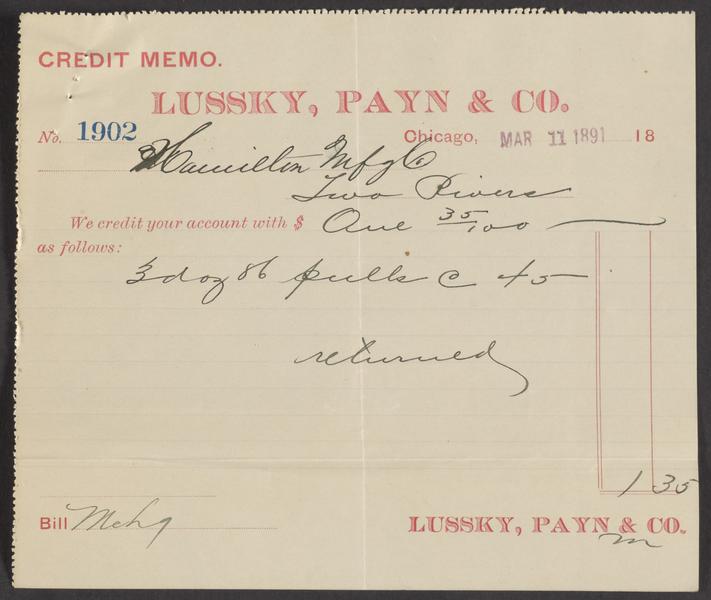 CREDIT MEMO.
LUSSKY, PAYN & CO.
No. 1902 Chicago, MAR 11 1891 18
Hamilton Mfg Co
Two Rivers
We credit your account with $ One 35/100
as follows:
3 doz 86 pulls @ 45
returned
1 35
Bill
LUSSKY, PAYN & CO.
m